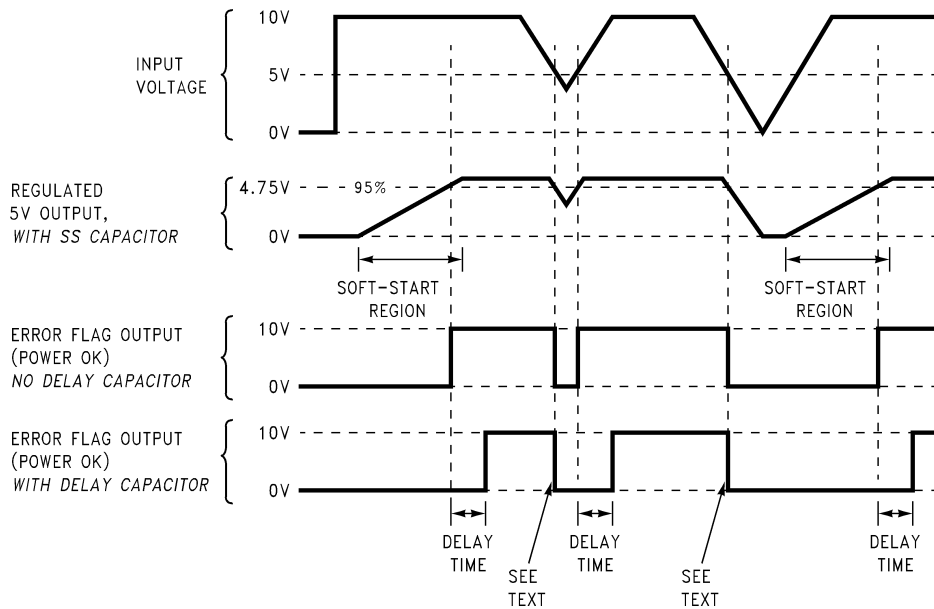 10V
INPUT
VOLTAGE
5V
0V
REGULATED
5V OUTPUT,
WITH SS CAPACITOR
4.75V
95%
0V
SOFT-START
REGION
SOFT-START
REGION
ERROR FLAG OUTPUT
(POWER OK)
NO DELAY CAPACITOR
10V
0V
ERROR FLAG OUTPUT
(POWER OK)
WITH DELAY CAPACITOR
10V
0V
DELAY
TIME
SEE
TEXT
DELAY
TIME
SEE
TEXT
DELAY
TIME